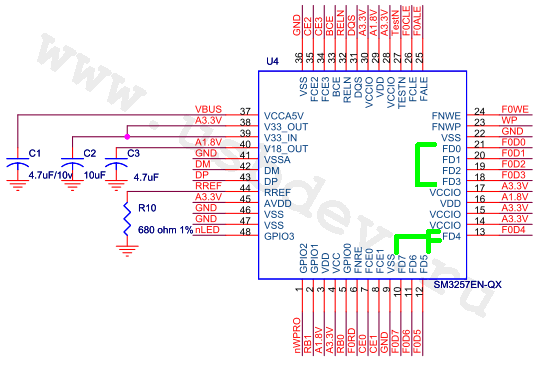 GND CE2 CE3 BCE RELN DQS A3.3V A1.8V A3.3V TestN F0CLE F0ALE
36 35 34 33 32 31 30 29 28 27 26 25
U4
VSS FCE2 FCE3 BCE RELN DQS VCCIO VDD VCCIO TESTN FCLE FALE
VBUS 37 VCCA5V FNWE 24 F0WE
A3.3V 38 V33_OUT FNWP 23 WP
39 V33_IN VSS 22 GND
A1.8V 40 V18_OUT FD0 21 F0D0
GND 41 VSSA FD1 20 F0D1
DM 42 DM FD2 19 F0D2
DP 43 DP FD3 18 F0D3
RREF 44 RREF VCCIO 17 A3.3V
A3.3V 45 AVDD VDD 16 A1.8V
GND 46 VSS VCCIO 15 A3.3V
GND 47 VSS VCCIO 14 A3.3V
nLED 48 GPIO3 FD4 13 F0D4
C1 C2 C3
4.7uF/10v 10uF 4.7uF
R10
680 ohm 1%
GPIO2 GPIO1 VDD VCC GPIO0 FNRE FCE0 FCE1 VSS FD7 FD6 FD5
SM3257EN-QX
1 2 3 4 5 6 7 8 9 10 11 12
nWPRO RB1 A1.8V A3.3V RB0 F0RD CE0 CE1 GND F0D7 F0D6 F0D5
www.usbdev.ru